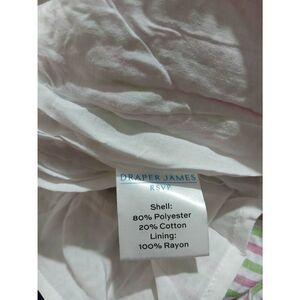 DRAPER JAMES
RSVP
Shell:
80% Polyester
20% Cotton
Lining:
100% Rayon